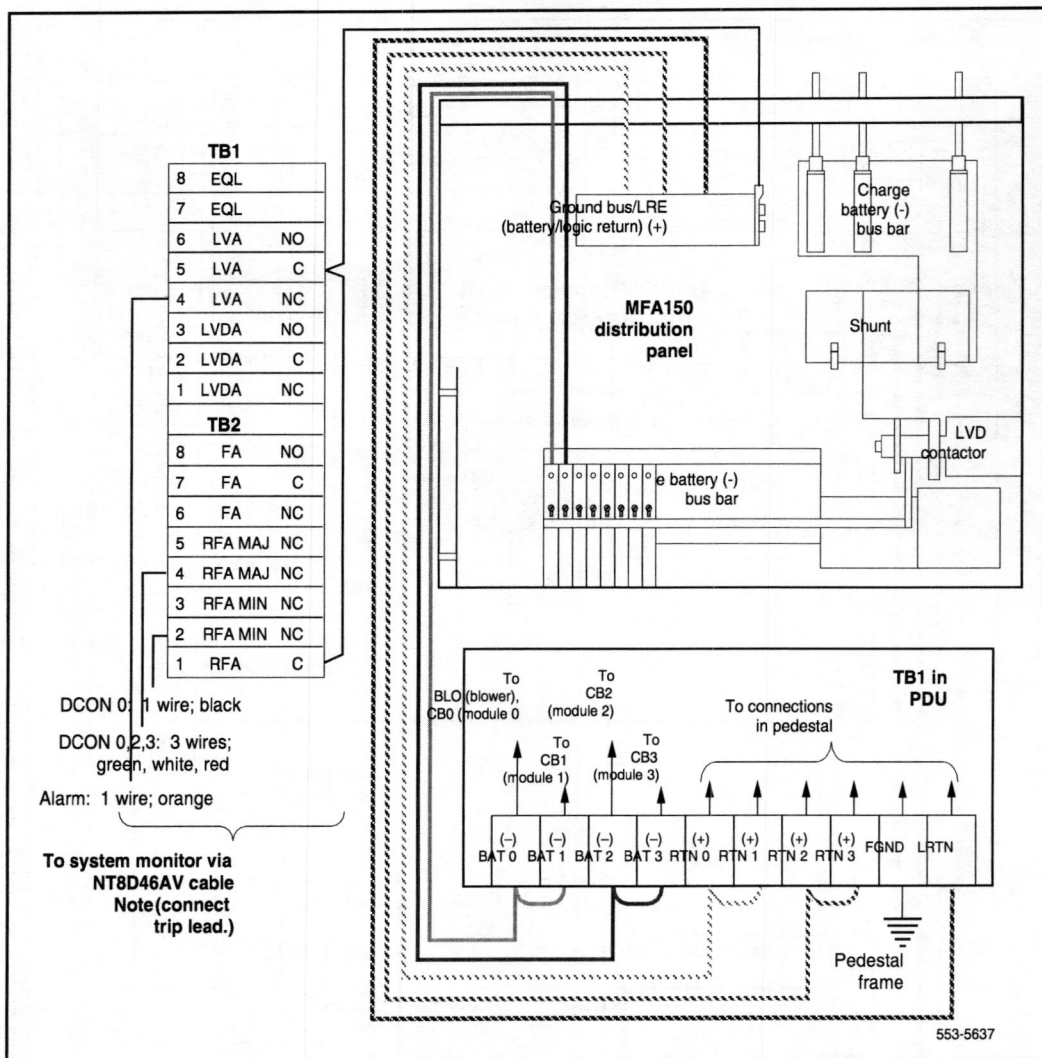 TB1
8 EQL
7 EQL
6 LVA NO
5 LVA C
4 LVA NC
3 LVDA NO
2 LVDA C
1 LVDA NC
TB2
8 FA NO
7 FA C
6 FA NC
5 RFA MAJ NC
4 RFA MAJ NC
3 RFA MIN NC
2 RFA MIN NC
1 RFA C
DCON 0: 1 wire; black
DCON 0,2,3: 3 wires;
green, white, red
Alarm: 1 wire; orange
To system monitor via
NT8D46AV cable
Note (connect
trip lead.)
Ground bus/LRE
(battery/logic return) (+)
Charge
battery (-)
bus bar
MFA150
distribution
panel
Shunt
LVD
contactor
e battery (-)
bus bar
TB1 in
PDU
To
BLO (blower),
CB0 (module 0
To
CB1
(module 1)
To
CB2
(module 2)
To
CB3
(module 3)
To connections
in pedestal
(–) (–) (–) (–) (+) (+) (+) (+)
BAT 0 BAT 1 BAT 2 BAT 3 RTN 0 RTN 1 RTN 2 RTN 3 FGND LRTN
Pedestal
frame
553-5637